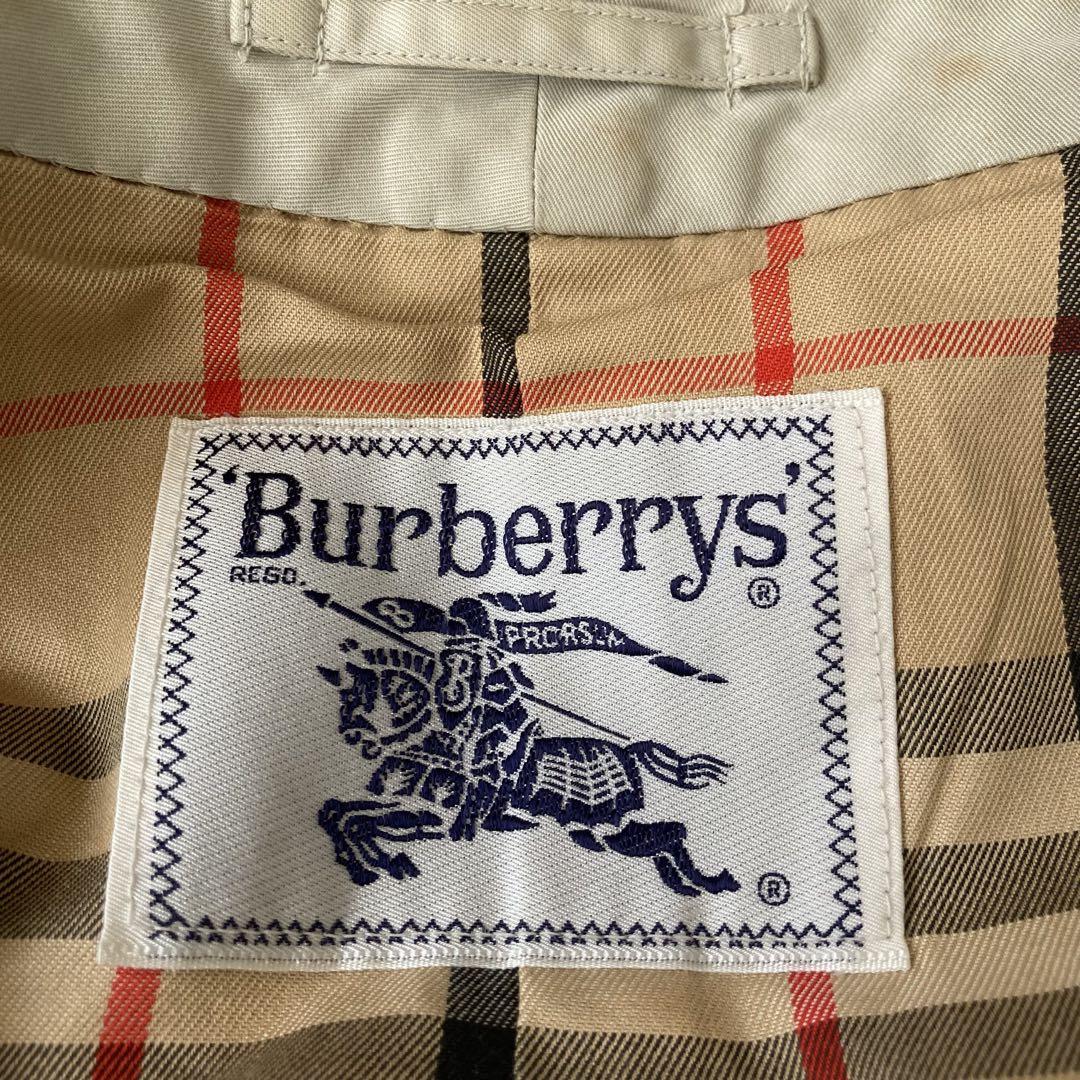 'Burberrys'
REGD. ®
B PRORSUM
®